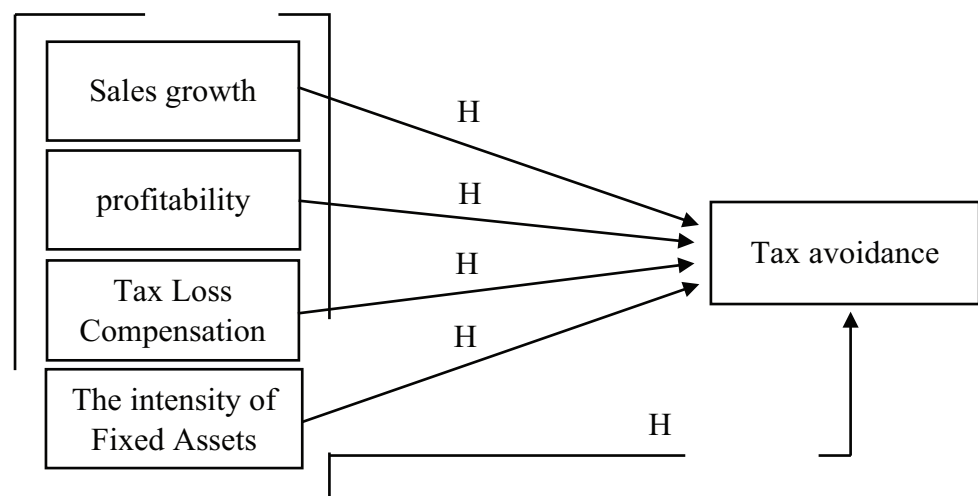 Sales growth
H
profitability
H
Tax avoidance
Tax Loss
Compensation
H
H
The intensity of
Fixed Assets
H